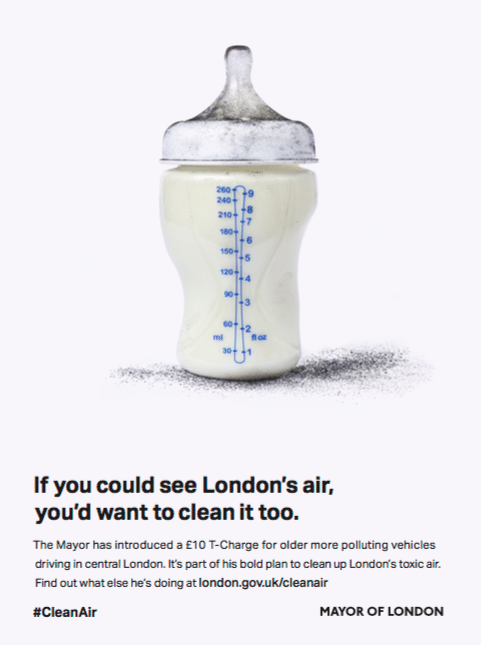 260 9
240
8
210 7
180 6
150 5
120 4
90 3
60 2
ml fl oz
30 1
If you could see London's air,
you'd want to clean it too.
The Mayor has introduced a £10 T-Charge for older more polluting vehicles
driving in central London. It's part of his bold plan to clean up London's toxic air.
Find out what else he's doing at london.gov.uk/cleanair
#CleanAir MAYOR OF LONDON